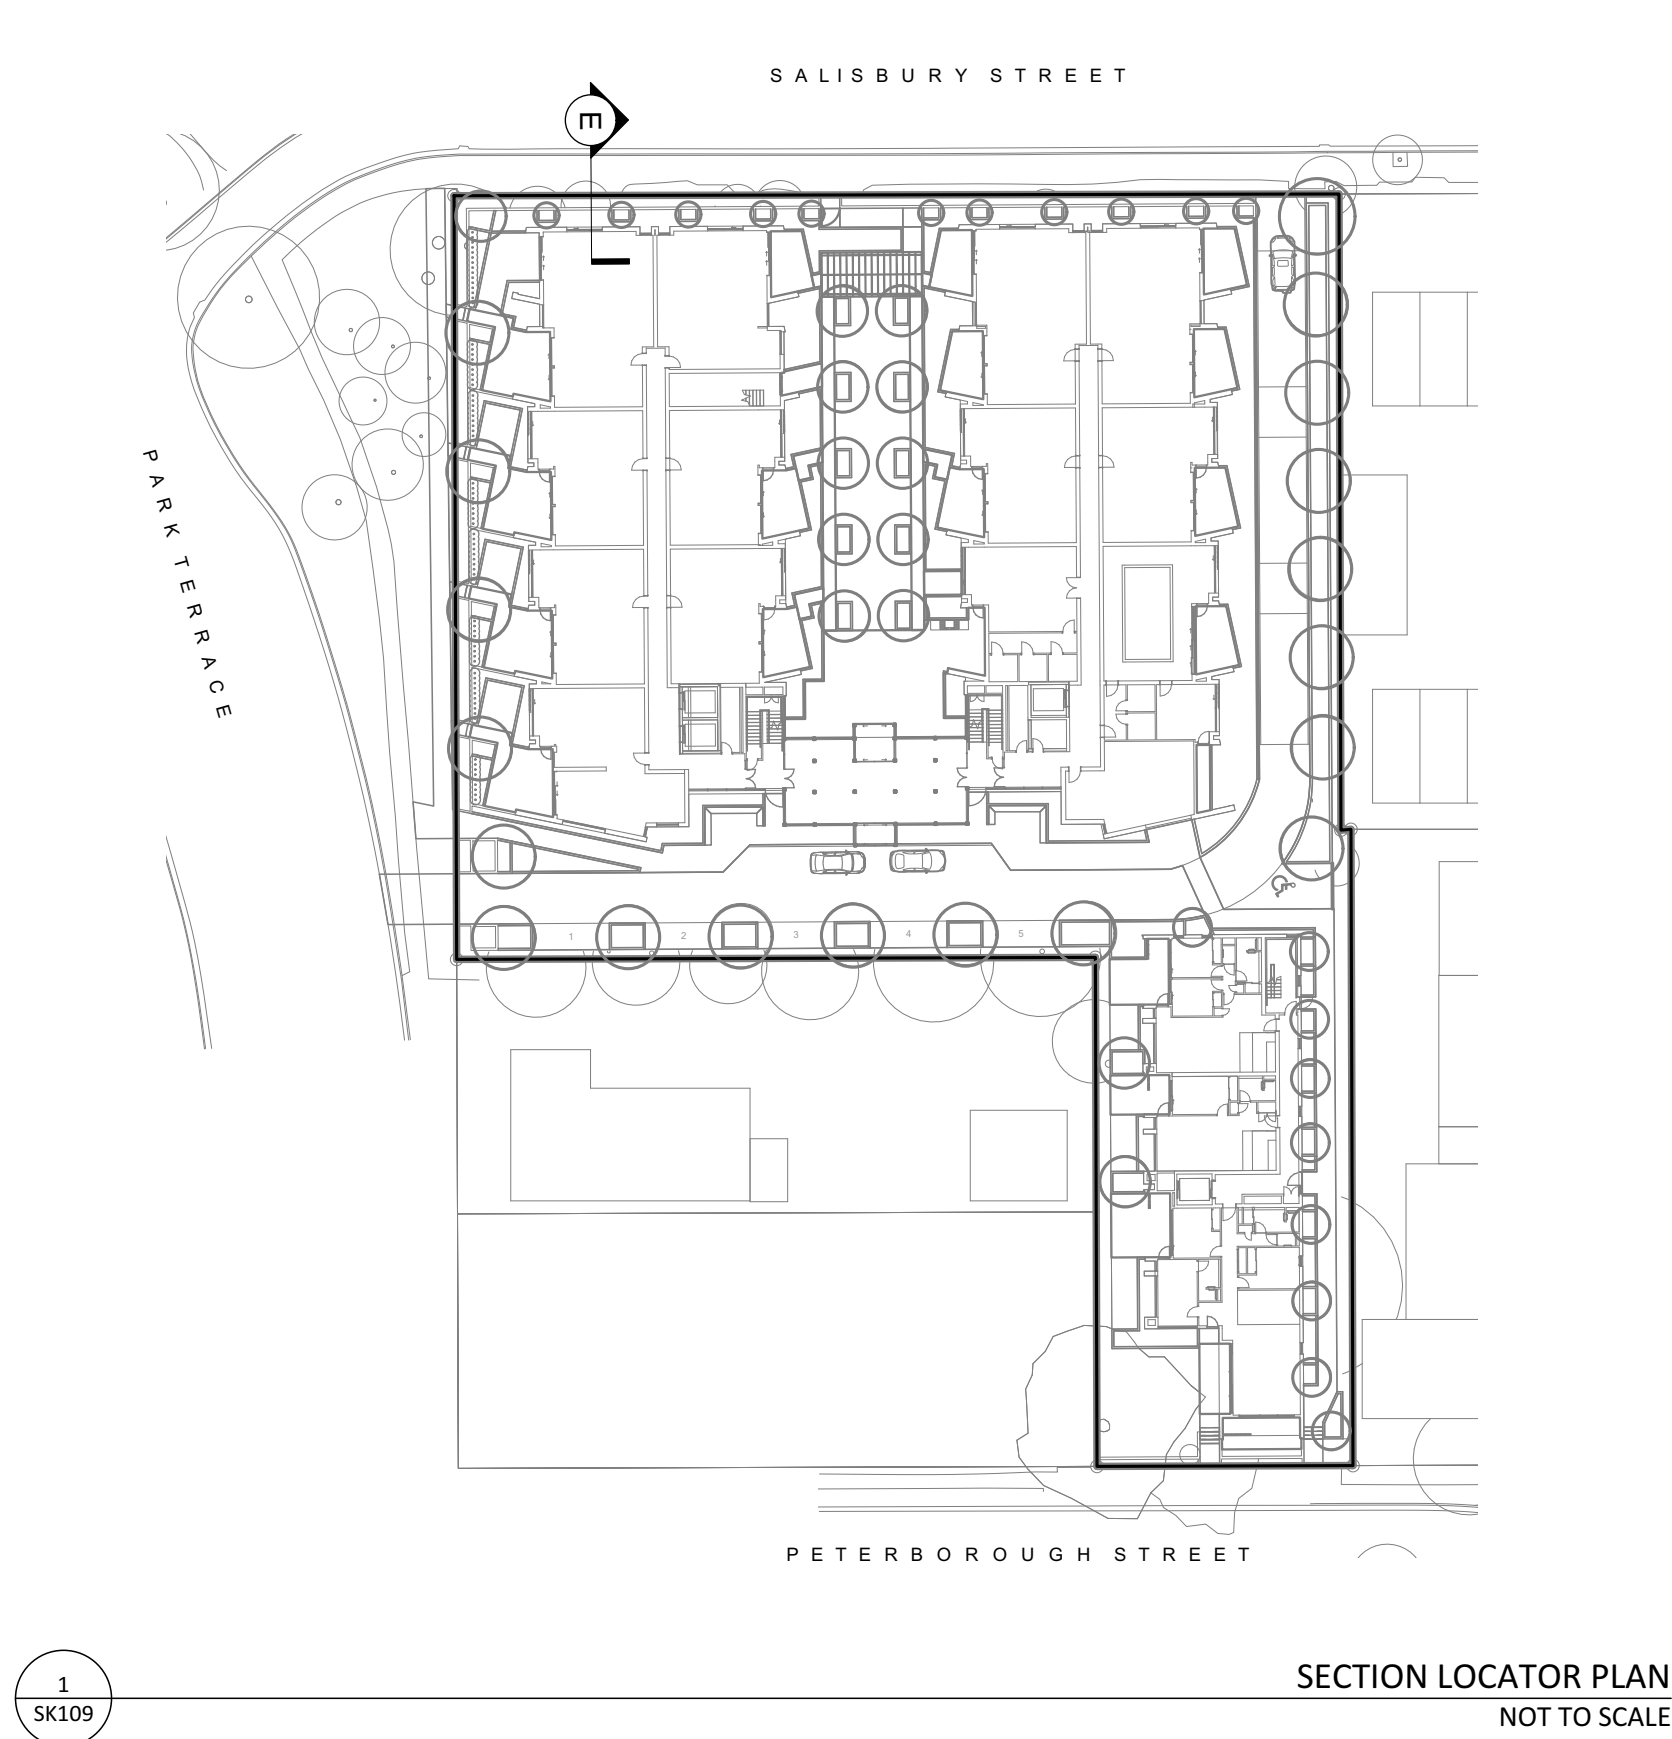 SALISBURY STREET
E
PARK TERRACE
1 2 3 4 5
PETERBOROUGH STREET
1
SK109
SECTION LOCATOR PLAN
NOT TO SCALE